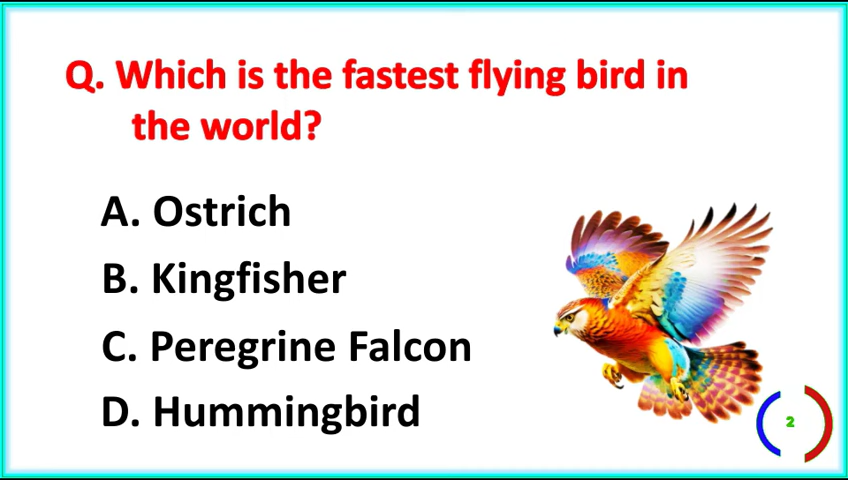 Q. Which is the fastest flying bird in
the world?
A. Ostrich
B. Kingfisher
C. Peregrine Falcon
D. Hummingbird
2